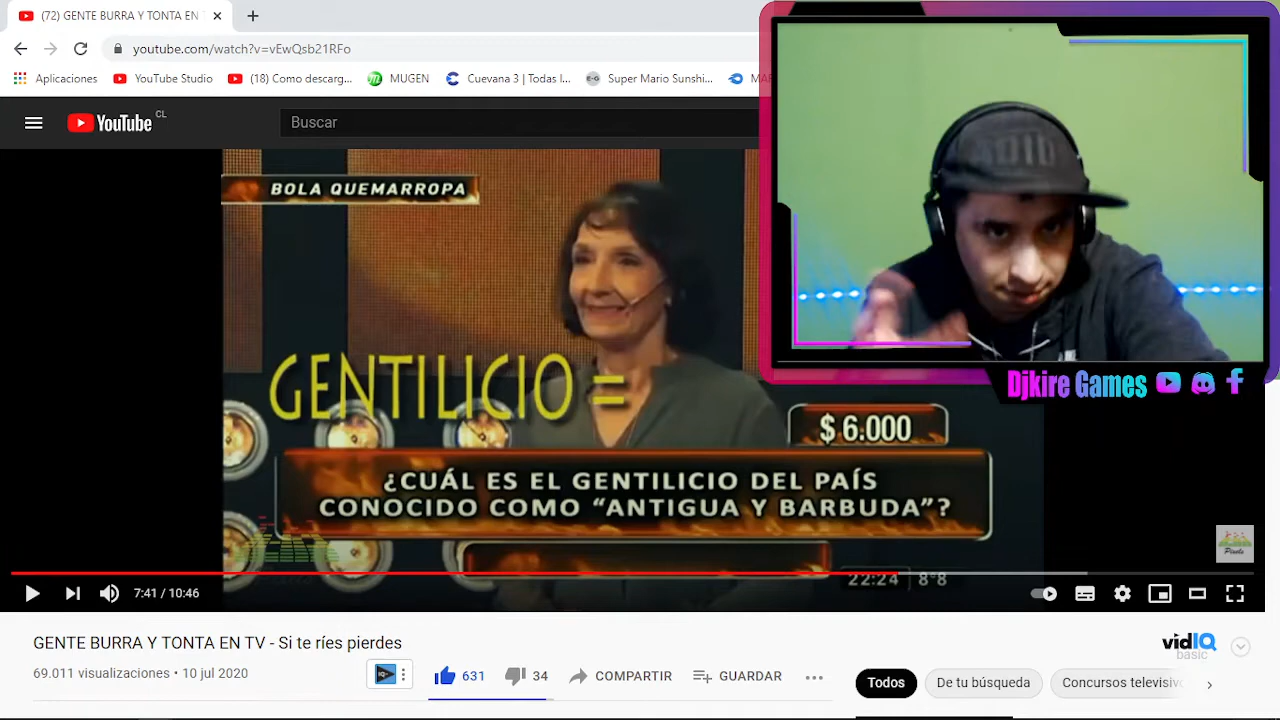 (72) GENTE BURRA Y TONTA EN T
youtube.com/watch?v=vEwQsb21RFo
Aplicaciones
YouTube Studio
(18) Como descarg...
MUGEN
Cuevana 3 | Todas l...
Super Mario Sunshi...
YouTube CL
Buscar
BOLA QUEMARROPA
Djkire Games
GENTILICIO =
$ 6.000
¿CUÁL ES EL GENTILICIO DEL PAÍS
CONOCIDO COMO “ANTIGUA Y BARBUDA”?
Pixels
22:24 8°8
7:41 / 10:46
GENTE BURRA Y TONTA EN TV - Si te ríes pierdes
69.011 visualizaciones • 10 jul 2020
631
34
COMPARTIR
GUARDAR
vidIQ
basic
Todos
De tu búsqueda
Concursos televisiv